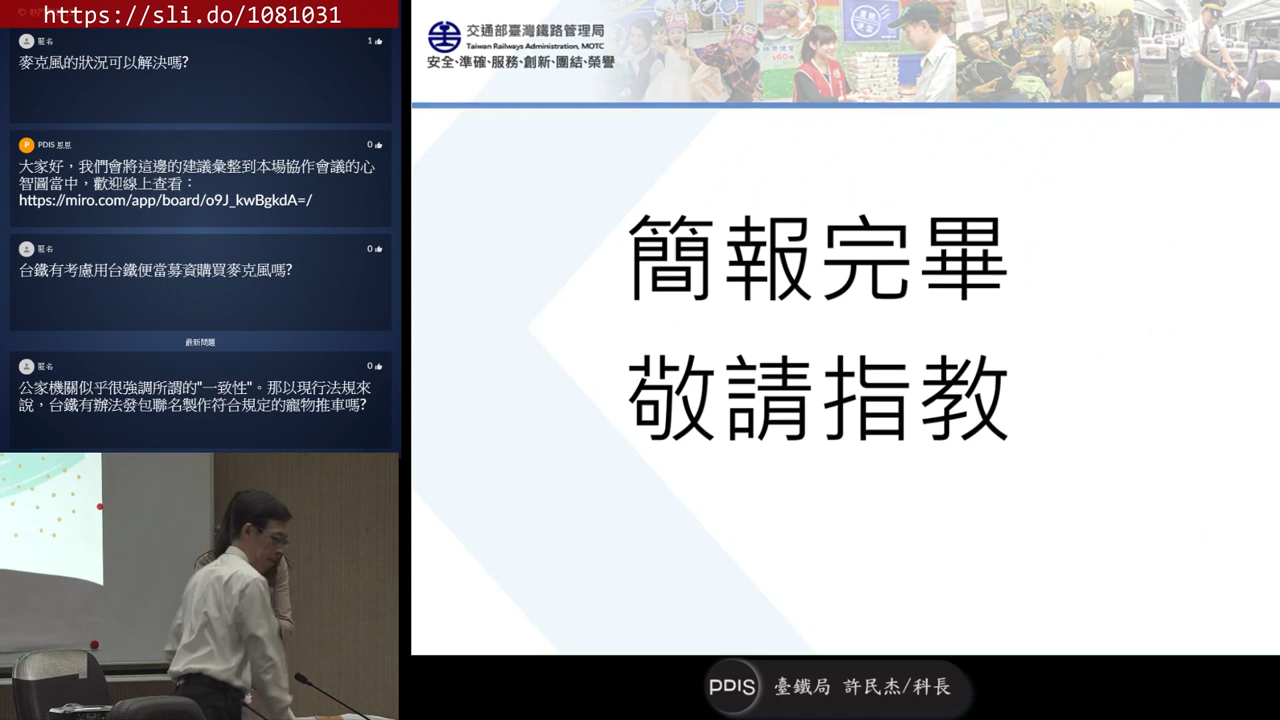 https://sli.do/1081031
匿名
1
麥克風的狀況可以解決嗎?
P
PDIS 恩恩
0
大家好,我們會將這邊的建議彙整到本場協作會議的心
智圖當中,歡迎線上查看:
https://miro.com/app/board/o9J_kwBgkdA=/
匿名
0
台鐵有考慮用台鐵便當募資購買麥克風嗎?
最新問題
匿名
0
公家機關似乎很強調所謂的"一致性"。那以現行法規來
說,台鐵有辦法發包聯名製作符合規定的寵物推車嗎?
交通部臺灣鐵路管理局
Taiwan Railways Administration, MOTC
安全、準確、服務、創新、團結、榮譽
簡報完畢
敬請指教
PDIS 臺鐵局 許民杰/科長